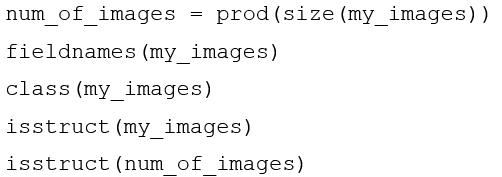 num_of_images = prod(size(my_images))
fieldnames(my_images)
class(my_images)
isstruct(my_images)
isstruct(num_of_images)